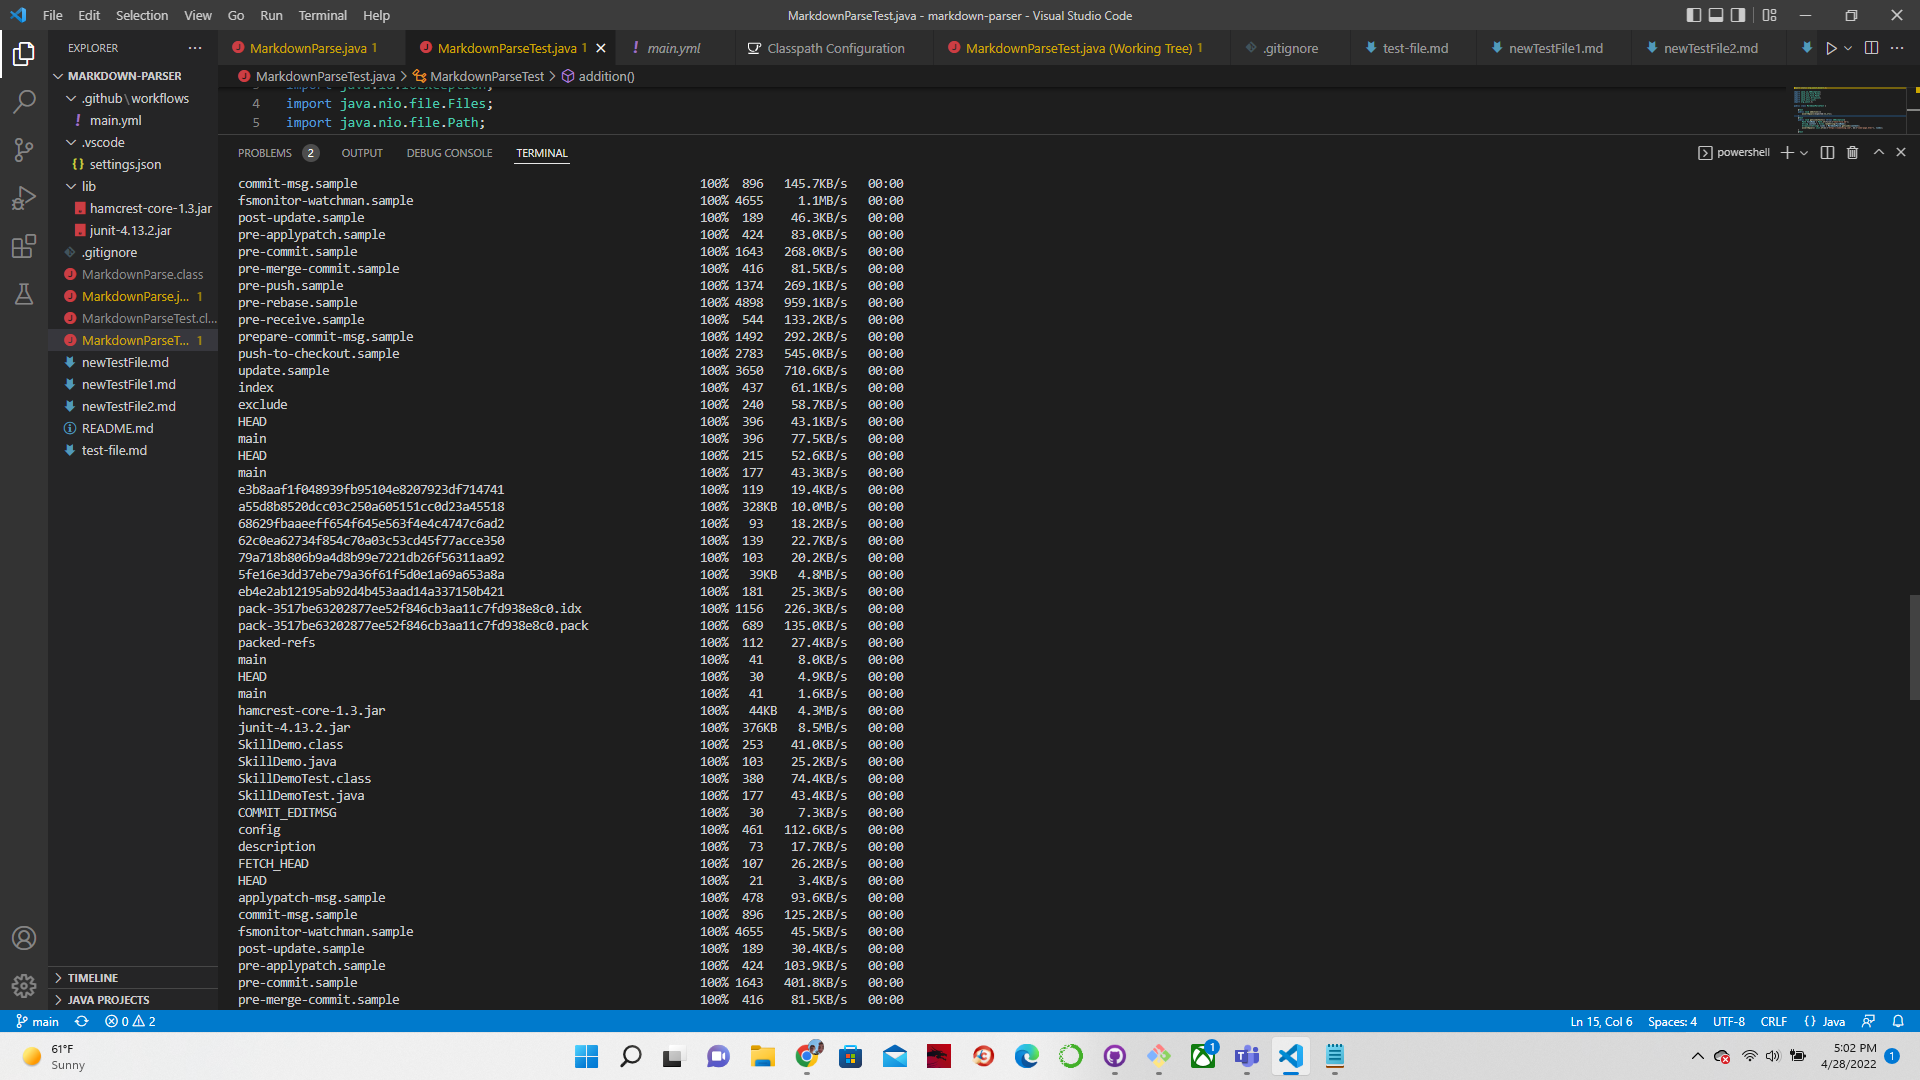 File Edit Selection View Go Run Terminal Help
MarkdownParseTest.java - markdown-parser - Visual Studio Code
EXPLORER
MarkdownParse.java 1
MarkdownParseTest.java 1
main.yml
Classpath Configuration
MarkdownParseTest.java (Working Tree) 1
.gitignore
test-file.md
newTestFile1.md
newTestFile2.md
MarkdownParseTest.java > MarkdownParseTest > addition()
MARKDOWN-PARSER
.github\workflows
main.yml
.vscode
settings.json
lib
hamcrest-core-1.3.jar
junit-4.13.2.jar
.gitignore
MarkdownParse.class
MarkdownParse.j... 1
MarkdownParseTest.cl...
MarkdownParseT... 1
newTestFile.md
newTestFile1.md
newTestFile2.md
README.md
test-file.md
TIMELINE
JAVA PROJECTS
3 import java.io.IOException;
4 import java.nio.file.Files;
5 import java.nio.file.Path;
PROBLEMS 2 OUTPUT DEBUG CONSOLE TERMINAL
powershell
commit-msg.sample 100% 896 145.7KB/s 00:00
fsmonitor-watchman.sample 100% 4655 1.1MB/s 00:00
post-update.sample 100% 189 46.3KB/s 00:00
pre-applypatch.sample 100% 424 83.0KB/s 00:00
pre-commit.sample 100% 1643 268.0KB/s 00:00
pre-merge-commit.sample 100% 416 81.5KB/s 00:00
pre-push.sample 100% 1374 269.1KB/s 00:00
pre-rebase.sample 100% 4898 959.1KB/s 00:00
pre-receive.sample 100% 544 133.2KB/s 00:00
prepare-commit-msg.sample 100% 1492 292.2KB/s 00:00
push-to-checkout.sample 100% 2783 545.0KB/s 00:00
update.sample 100% 3650 710.6KB/s 00:00
index 100% 437 61.1KB/s 00:00
exclude 100% 240 58.7KB/s 00:00
HEAD 100% 396 43.1KB/s 00:00
main 100% 396 77.5KB/s 00:00
HEAD 100% 215 52.6KB/s 00:00
main 100% 177 43.3KB/s 00:00
e3b8aaf1f048939fb95104e8207923df714741 100% 119 19.4KB/s 00:00
a55d8b8520dcc03c250a605151cc0d23a45518 100% 328KB 10.0MB/s 00:00
68629fbaaeeff654f645e563f4e4c4747c6ad2 100% 93 18.2KB/s 00:00
62c0ea62734f854c70a03c53cd45f77acce350 100% 139 22.7KB/s 00:00
79a718b806b9a4d8b99e7221db26f56311aa92 100% 103 20.2KB/s 00:00
5fe16e3dd37ebe79a36f61f5d0e1a69a653a8a 100% 39KB 4.8MB/s 00:00
eb4e2ab12195ab92d4b453aad14a337150b421 100% 181 25.3KB/s 00:00
pack-3517be63202877ee52f846cb3aa11c7fd938e8c0.idx 100% 1156 226.3KB/s 00:00
pack-3517be63202877ee52f846cb3aa11c7fd938e8c0.pack 100% 689 135.0KB/s 00:00
packed-refs 100% 112 27.4KB/s 00:00
main 100% 41 8.0KB/s 00:00
HEAD 100% 30 4.9KB/s 00:00
main 100% 41 1.6KB/s 00:00
hamcrest-core-1.3.jar 100% 44KB 4.3MB/s 00:00
junit-4.13.2.jar 100% 376KB 8.5MB/s 00:00
SkillDemo.class 100% 253 41.0KB/s 00:00
SkillDemo.java 100% 103 25.2KB/s 00:00
SkillDemoTest.class 100% 380 74.4KB/s 00:00
SkillDemoTest.java 100% 177 43.4KB/s 00:00
COMMIT_EDITMSG 100% 30 7.3KB/s 00:00
config 100% 461 112.6KB/s 00:00
description 100% 73 17.7KB/s 00:00
FETCH_HEAD 100% 107 26.2KB/s 00:00
HEAD 100% 21 3.4KB/s 00:00
applypatch-msg.sample 100% 478 93.6KB/s 00:00
commit-msg.sample 100% 896 125.2KB/s 00:00
fsmonitor-watchman.sample 100% 4655 45.5KB/s 00:00
post-update.sample 100% 189 30.4KB/s 00:00
pre-applypatch.sample 100% 424 103.9KB/s 00:00
pre-commit.sample 100% 1643 401.8KB/s 00:00
pre-merge-commit.sample 100% 416 81.5KB/s 00:00
main 0 2
Ln 15, Col 6 Spaces: 4 UTF-8 CRLF {} Java
61°F
Sunny
1
5:02 PM
4/28/2022
1